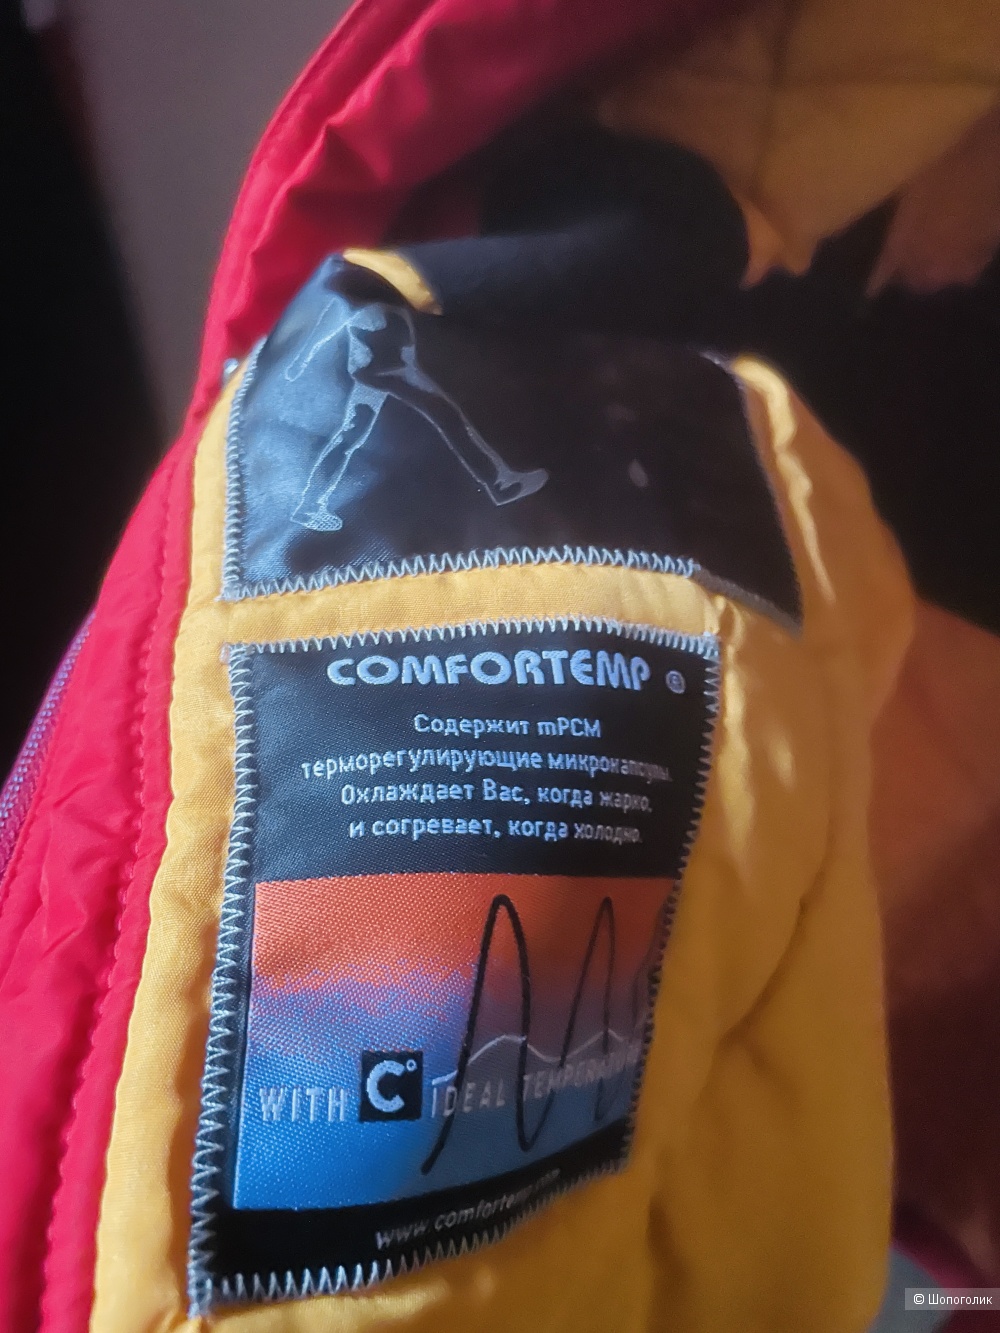 COMFORTEMP ®
Содержит mPCM
терморегулирующие микрокапсулы.
Охлаждает Вас, когда жарко,
и согревает, когда холодно.
WITH C° IDEAL TEMPERATURE
www.comfortemp.com
© Шопоголик